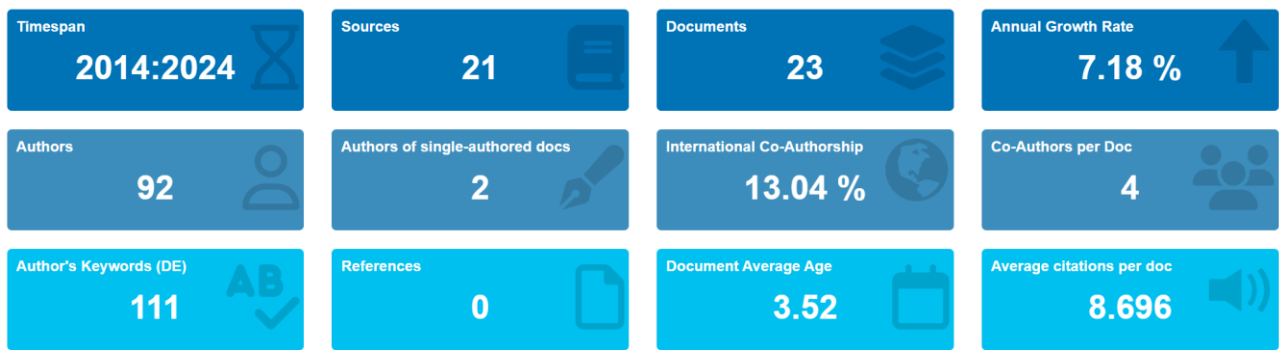 Timespan
2014:2024
Sources
21
Documents
23
Annual Growth Rate
7.18 %
Authors
92
Authors of single-authored docs
2
International Co-Authorship
13.04 %
Co-Authors per Doc
4
Author's Keywords (DE)
111
AB
References
0
Document Average Age
3.52
Average citations per doc
8.696